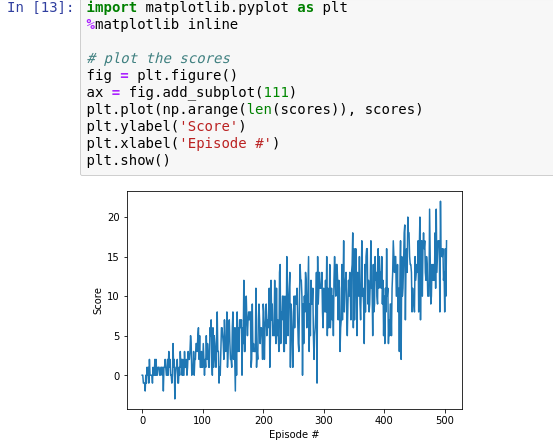 In [13]: import matplotlib.pyplot as plt
%matplotlib inline
# plot the scores
fig = plt.figure()
ax = fig.add_subplot(111)
plt.plot(np.arange(len(scores)), scores)
plt.ylabel('Score')
plt.xlabel('Episode #')
plt.show()
20
15
10
5
0
Score
0 100 200 300 400 500
Episode #